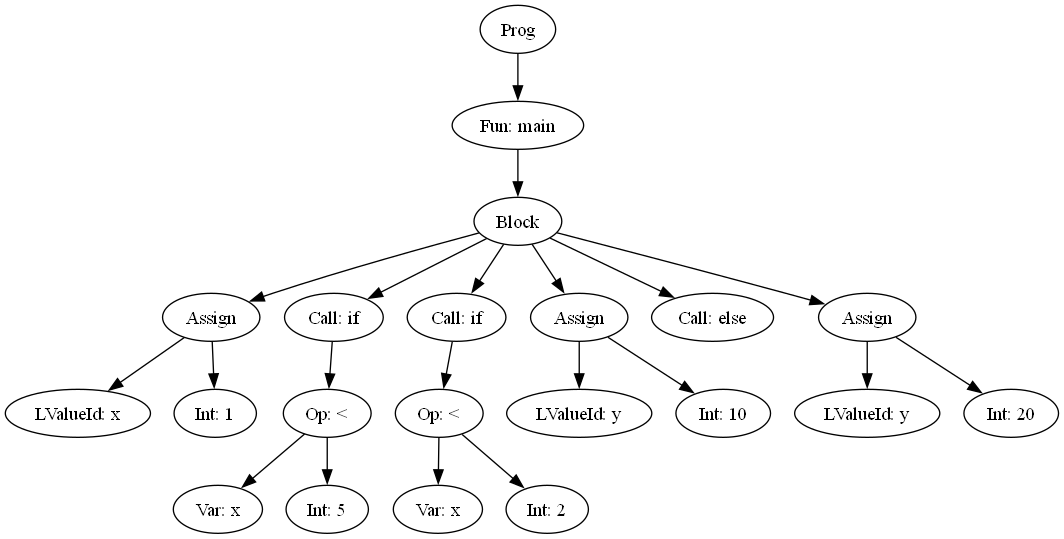 Prog
Fun: main
Block
Assign
Call: if
Call: if
Assign
Call: else
Assign
LValueId: x
Int: 1
Op: <
Op: <
LValueId: y
Int: 10
LValueId: y
Int: 20
Var: x
Int: 5
Var: x
Int: 2